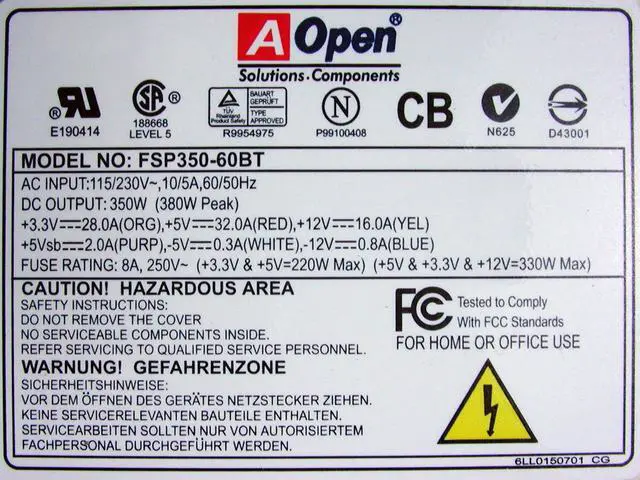 AOpen®
Solutions·Components
RU® SA® TÜV Rheinland Product Safety BAUART GEPRÜFT TYPE APPROVED N CB
E190414 188668 LEVEL 5 R9954975 P99100408 N625 D43001
MODEL NO: FSP350-60BT
AC INPUT:115/230V~,10/5A,60/50Hz
DC OUTPUT: 350W (380W Peak)
+3.3V⎓28.0A(ORG),+5V⎓32.0A(RED),+12V⎓16.0A(YEL)
+5Vsb⎓2.0A(PURP),-5V⎓0.3A(WHITE),-12V⎓0.8A(BLUE)
FUSE RATING: 8A, 250V~ (+3.3V & +5V=220W Max) (+5V & +3.3V & +12V=330W Max)
CAUTION! HAZARDOUS AREA
SAFETY INSTRUCTIONS:
DO NOT REMOVE THE COVER
NO SERVICEABLE COMPONENTS INSIDE.
REFER SERVICING TO QUALIFIED SERVICE PERSONNEL.
FC Tested to Comply
With FCC Standards
FOR HOME OR OFFICE USE
WARNUNG! GEFAHRENZONE
SICHERHEITSHINWEISE:
VOR DEM ÖFFNEN DES GERÄTES NETZSTECKER ZIEHEN.
KEINE SERVICERELEVANTEN BAUTEILE ENTHALTEN.
SERVICEARBEITEN SOLLTEN NUR VON AUTORISIERTEM
FACHPERSONAL DURCHGEFÜHRT WERDEN.
6LL0150701 CG